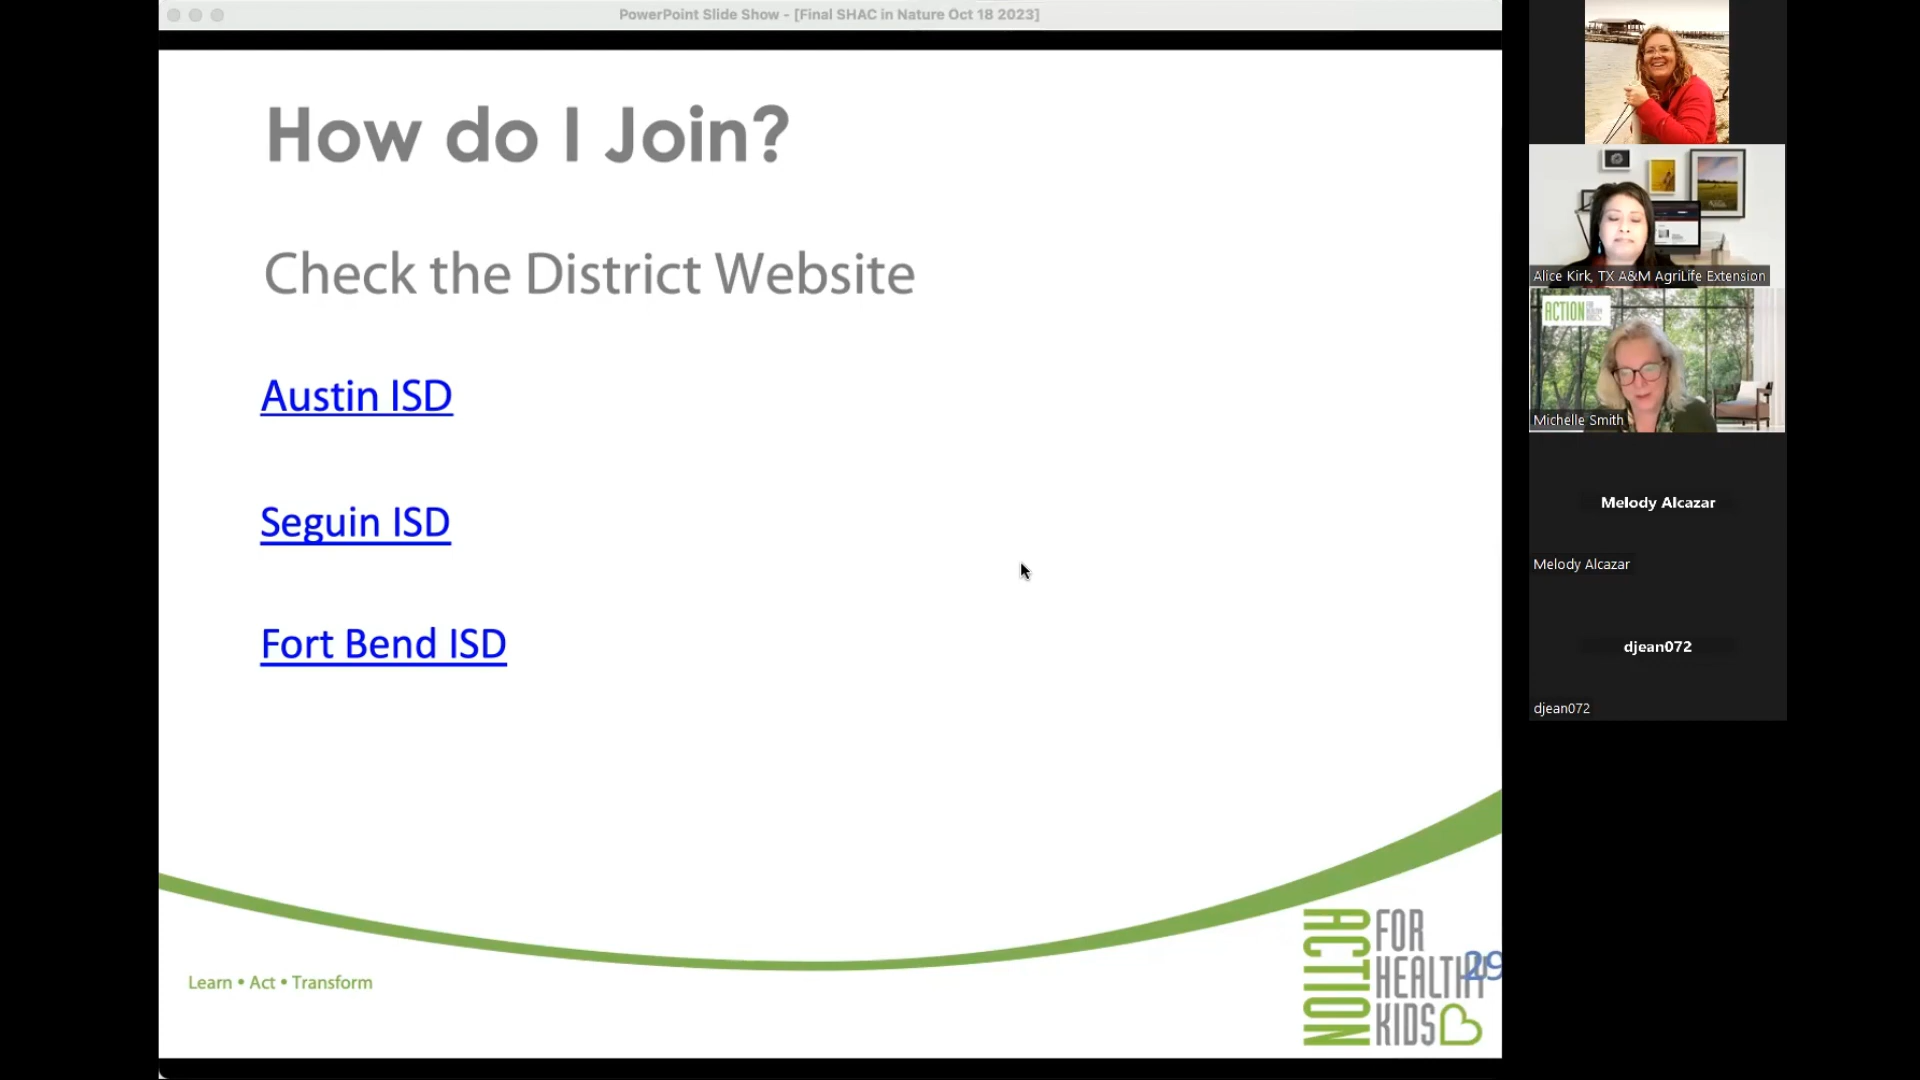 PowerPoint Slide Show - [Final SHAC in Nature Oct 18 2023]
How do I Join?
Check the District Website
Austin ISD
Seguin ISD
Fort Bend ISD
Learn • Act • Transform
ACTION
FOR
HEALTHY
KIDS
29
Alice Kirk, TX A&M AgriLife Extension
ACTION
Michelle Smith
Melody Alcazar
Melody Alcazar
djean072
djean072